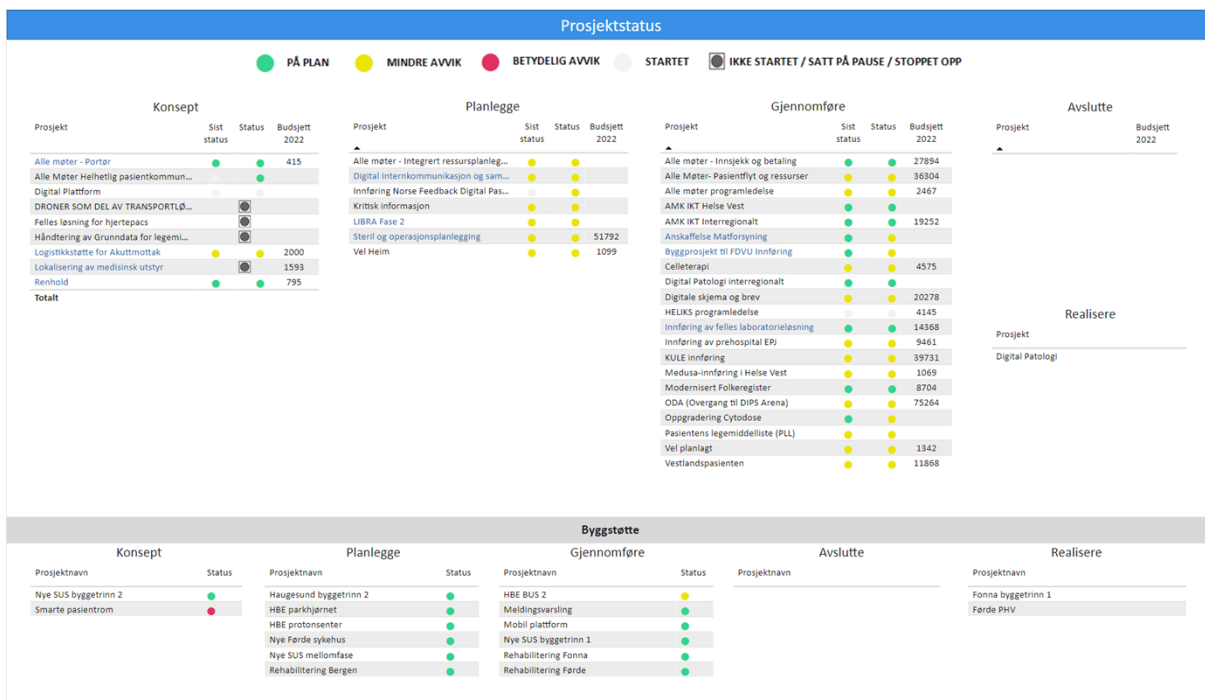 Prosjektstatus
PÅ PLAN MINDRE AVVIK BETYDELIG AVVIK STARTET IKKE STARTET / SATT PÅ PAUSE / STOPPET OPP
Konsept
Prosjekt Sist status Status Budsjett 2022
Alle møter - Portør 415
Alle Møter Helhetlig pasientkommun...
Digital Plattform
DRONER SOM DEL AV TRANSPORTLØ...
Felles løsning for hjertepacs
Håndtering av Grunndata for legemi...
Logistikkstøtte for Akuttmottak 2000
Lokalisering av medisinsk utstyr 1593
Renhold 795
Totalt
Planlegge
Prosjekt Sist status Status Budsjett 2022
Alle møter - Integrert ressursplanleg...
Digital Internkommunikasjon og sam...
Innføring Norse Feedback Digital Pas...
Kritisk informasjon
LIBRA Fase 2
Steril og operasjonsplanlegging 51792
Vel Heim 1099
Gjennomføre
Prosjekt Sist status Status Budsjett 2022
Alle møter - Innsjekk og betaling 27894
Alle Møter- Pasientflyt og ressurser 36304
Alle møter programledelse 2467
AMK IKT Helse Vest
AMK IKT Interregionalt 19252
Anskaffelse Matforsyning
Byggprosjekt til FDVU Innføring
Celleterapi 4575
Digital Patologi interregionalt
Digitale skjema og brev 20278
HELIKS programledelse 4145
Innføring av felles laboratorieløsning 14368
Innføring av prehospital EPJ 9461
KULE innføring 39731
Medusa-innføring i Helse Vest 1069
Modernisert Folkeregister 8704
ODA (Overgang til DIPS Arena) 75264
Oppgradering Cytodose
Pasientens legemiddelliste (PLL)
Vel planlagt 1342
Vestlandspasienten 11868
Avslutte
Prosjekt Budsjett 2022
Realisere
Prosjekt
Digital Patologi
Byggstøtte
Konsept
Prosjektnavn Status
Nye SUS byggetrinn 2
Smarte pasientrom
Planlegge
Prosjektnavn Status
Haugesund byggetrinn 2
HBE parkhjørnet
HBE protonsenter
Nye Førde sykehus
Nye SUS mellomfase
Rehabilitering Bergen
Gjennomføre
Prosjektnavn Status
HBE BUS 2
Meldingsvarsling
Mobil plattform
Nye SUS byggetrinn 1
Rehabilitering Fonna
Rehabilitering Førde
Avslutte
Prosjektnavn
Realisere
Prosjektnavn
Fonna byggetrinn 1
Førde PHV